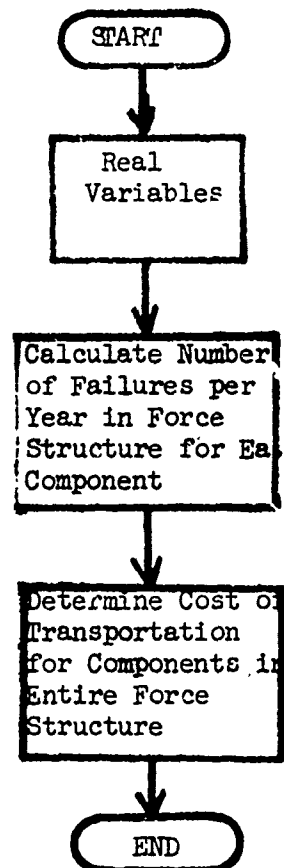 START
Real
Variables
Calculate Number
of Failures per
Year in Force
Structure for Ea
Component
Determine Cost of
Transportation
for Components in
Entire Force
Structure
END